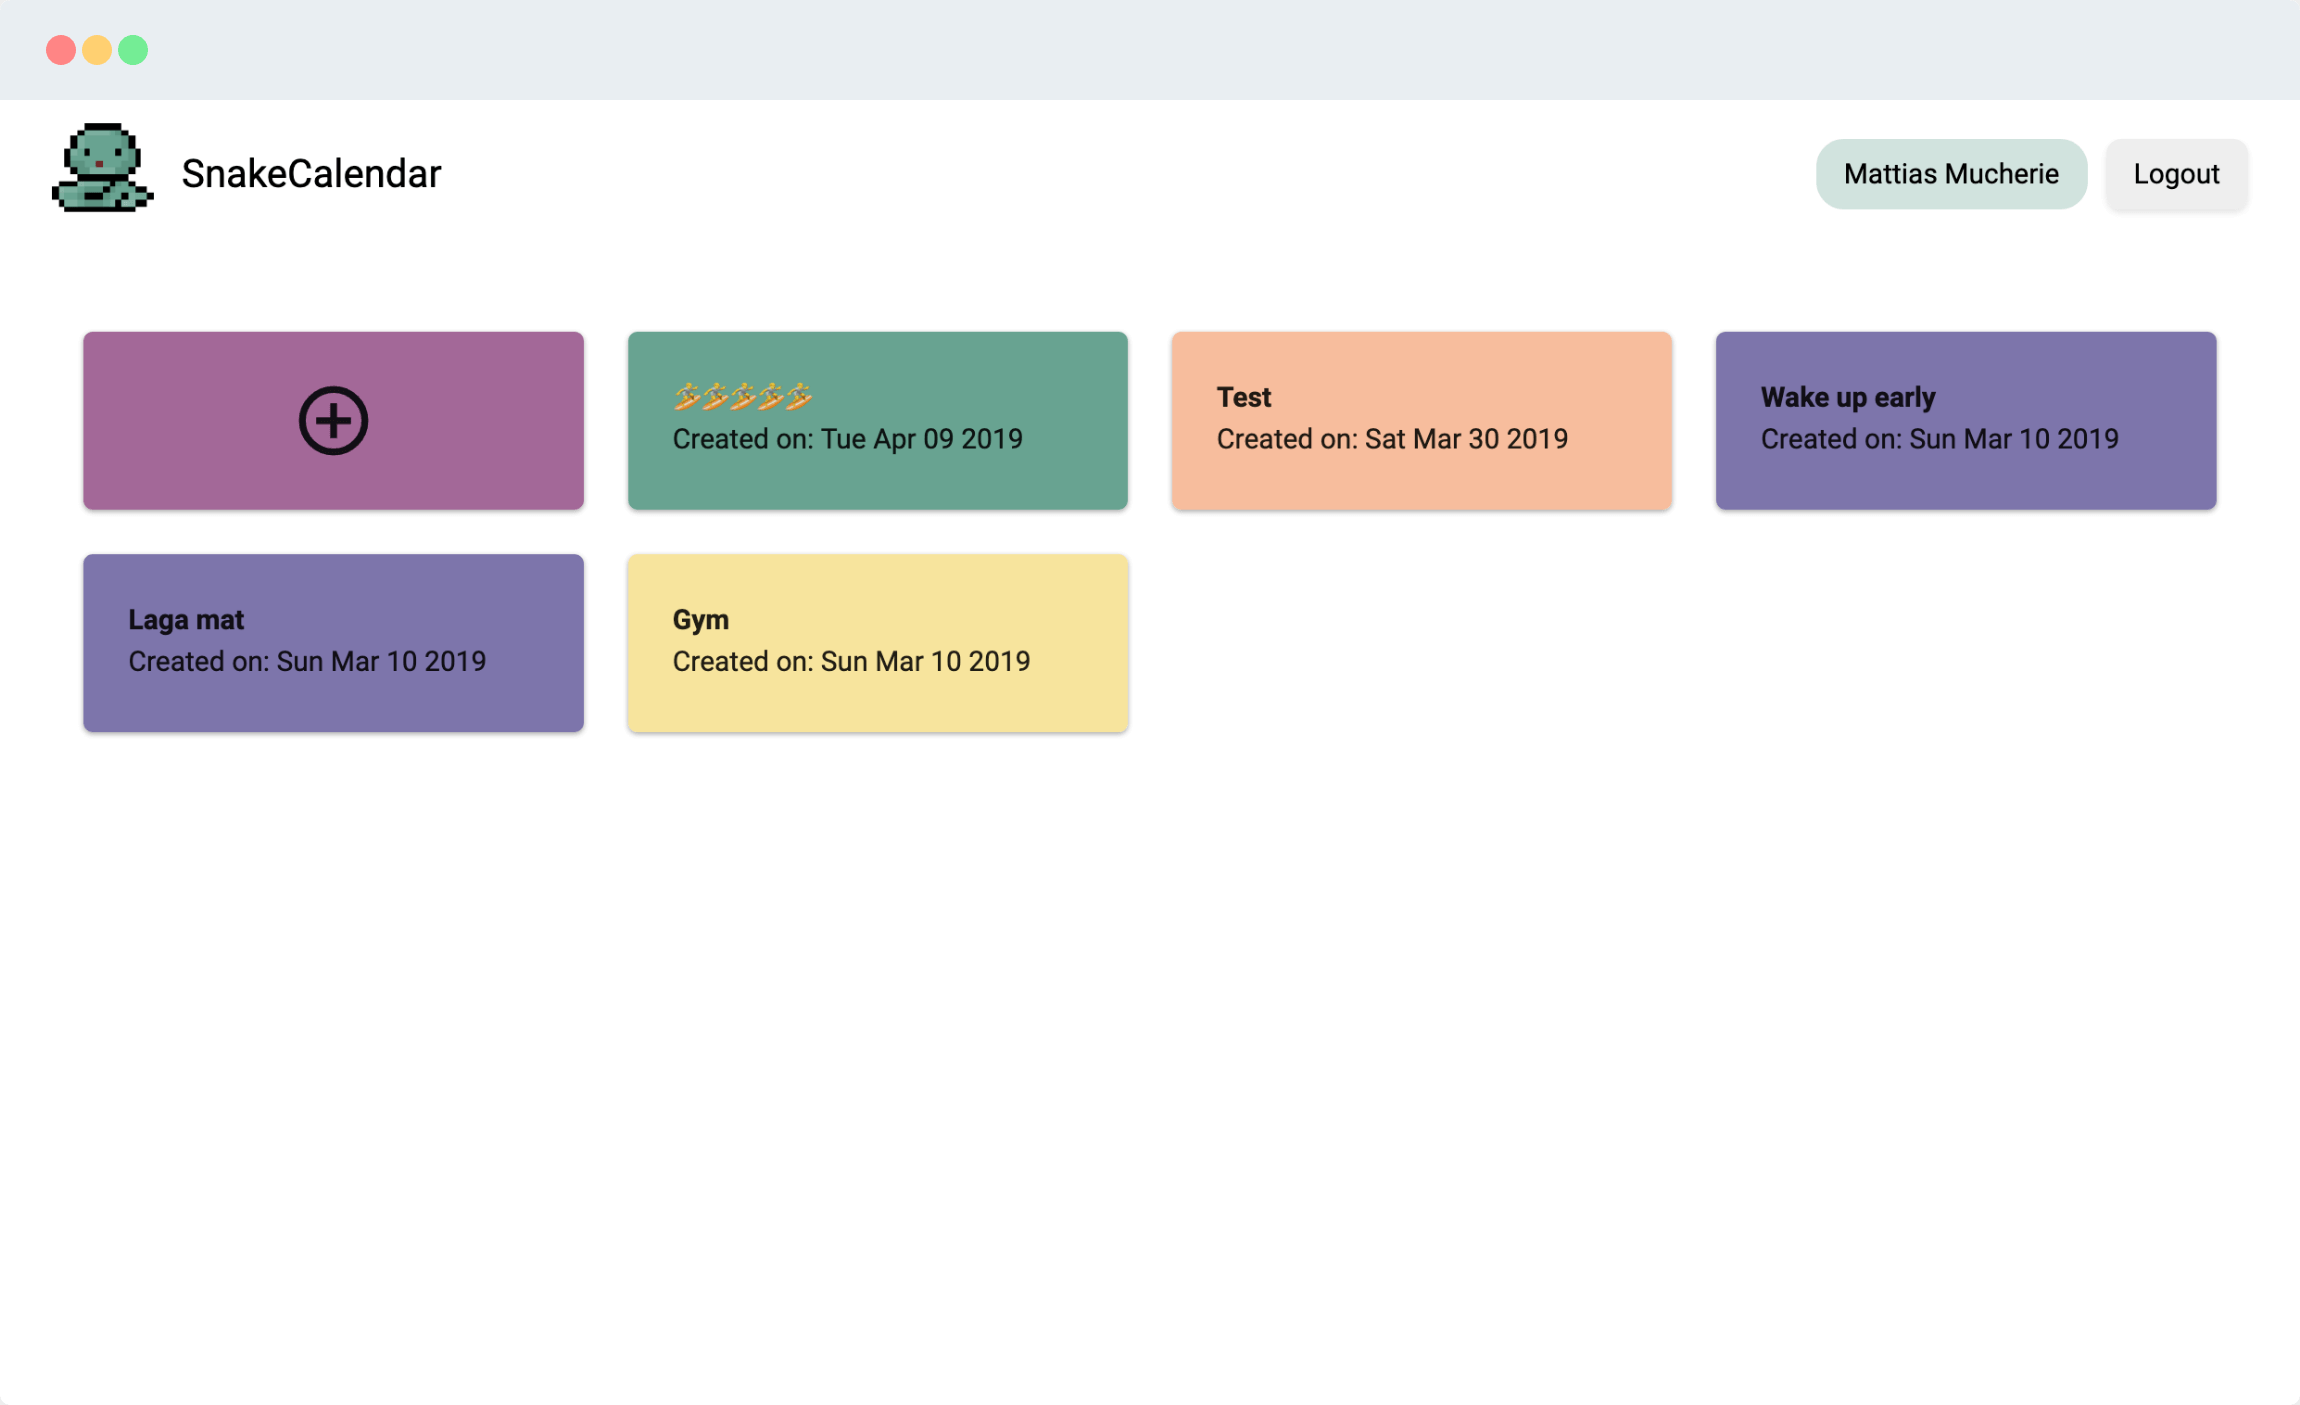 SnakeCalendar
Mattias Mucherie
Logout
🏄🏄🏄🏄🏄
Created on: Tue Apr 09 2019
Test
Created on: Sat Mar 30 2019
Wake up early
Created on: Sun Mar 10 2019
Laga mat
Created on: Sun Mar 10 2019
Gym
Created on: Sun Mar 10 2019